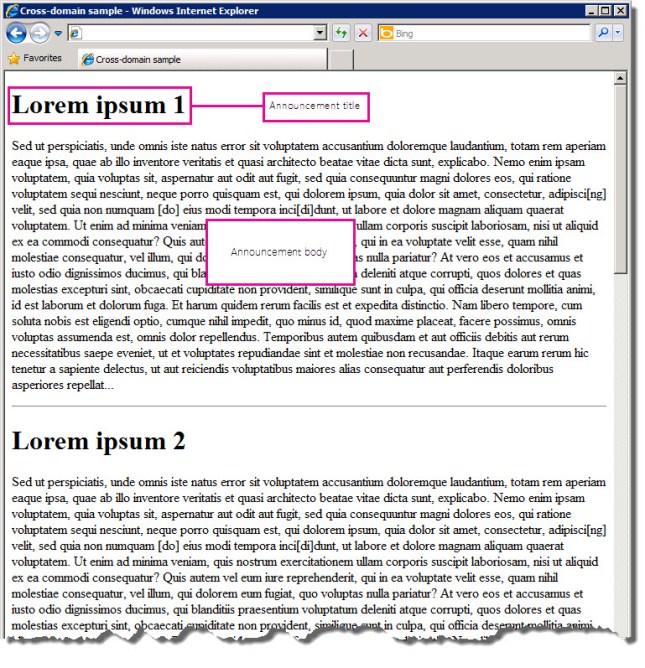 Cross-domain sample - Windows Internet Explorer
Bing
Favorites
Cross-domain sample
Lorem ipsum 1
Announcement title
Sed ut perspiciatis, unde omnis iste natus error sit voluptatem accusantium doloremque laudantium, totam rem aperiam
eaque ipsa, quae ab illo inventore veritatis et quasi architecto beatae vitae dicta sunt, explicabo. Nemo enim ipsam
voluptatem, quia voluptas sit, aspernatur aut odit aut fugit, sed quia consequuntur magni dolores eos, qui ratione
voluptatem sequi nesciunt, neque porro quisquam est, qui dolorem ipsum, quia dolor sit amet, consectetur, adipisci[ng]
velit, sed quia non numquam [do] eius modi tempora inci[di]dunt, ut labore et dolore magnam aliquam quaerat
voluptatem. Ut enim ad minima veniam ullam corporis suscipit laboriosam, nisi ut aliquid
ex ea commodi consequatur? Quis aut , qui in ea voluptate velit esse, quam nihil
Announcement body
molestiae consequatur, vel illum, qui do as nulla pariatur? At vero eos et accusamus et
iusto odio dignissimos ducimus, qui bla deleniti atque corrupti, quos dolores et quas
molestias excepturi sint, obcaecati cupiditate non provident, similique sunt in culpa, qui officia deserunt mollitia animi,
id est laborum et dolorum fuga. Et harum quidem rerum facilis est et expedita distinctio. Nam libero tempore, cum
soluta nobis est eligendi optio, cumque nihil impedit, quo minus id, quod maxime placeat, facere possimus, omnis
voluptas assumenda est, omnis dolor repellendus. Temporibus autem quibusdam et aut officiis debitis aut rerum
necessitatibus saepe eveniet, ut et voluptates repudiandae sint et molestiae non recusandae. Itaque earum rerum hic
tenetur a sapiente delectus, ut aut reiciendis voluptatibus maiores alias consequatur aut perferendis doloribus
asperiores repellat...
Lorem ipsum 2
Sed ut perspiciatis, unde omnis iste natus error sit voluptatem accusantium doloremque laudantium, totam rem aperiam
eaque ipsa, quae ab illo inventore veritatis et quasi architecto beatae vitae dicta sunt, explicabo. Nemo enim ipsam
voluptatem, quia voluptas sit, aspernatur aut odit aut fugit, sed quia consequuntur magni dolores eos, qui ratione
voluptatem sequi nesciunt, neque porro quisquam est, qui dolorem ipsum, quia dolor sit amet, consectetur, adipisci[ng]
velit, sed quia non numquam [do] eius modi tempora inci[di]dunt, ut labore et dolore magnam aliquam quaerat
voluptatem. Ut enim ad minima veniam, quis nostrum exercitationem ullam corporis suscipit laboriosam, nisi ut aliquid
ex ea commodi consequatur? Quis autem vel eum iure reprehenderit, qui in ea voluptate velit esse, quam nihil
molestiae consequatur, vel illum, qui dolorem eum fugiat, quo voluptas nulla pariatur? At vero eos et accusamus et
iusto odio dignissimos ducimus, qui blanditiis praesentium voluptatum deleniti atque corrupti, quos dolores et quas
molestias excepturi sint, obcaecati cupiditate non provident, similique sunt in culpa, qui officia deserunt mollitia animi,